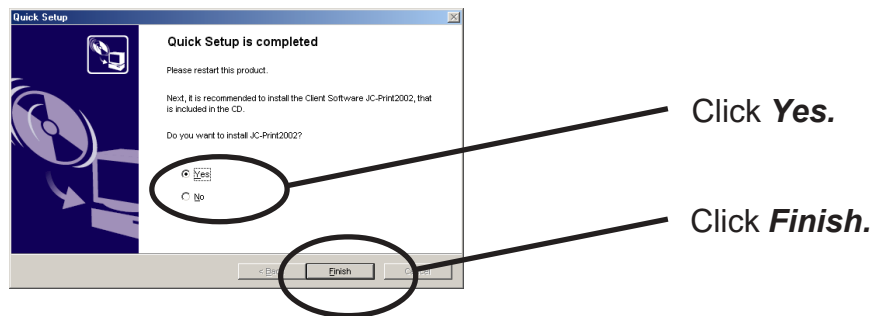 Quick Setup
Quick Setup is completed
Please restart this product.
Next, it is recommended to install the Client Software JC-Print2002, that
is included in the CD.
Do you want to install JC-Print2002?
Yes
No
Click Yes.
Click Finish.
Finish